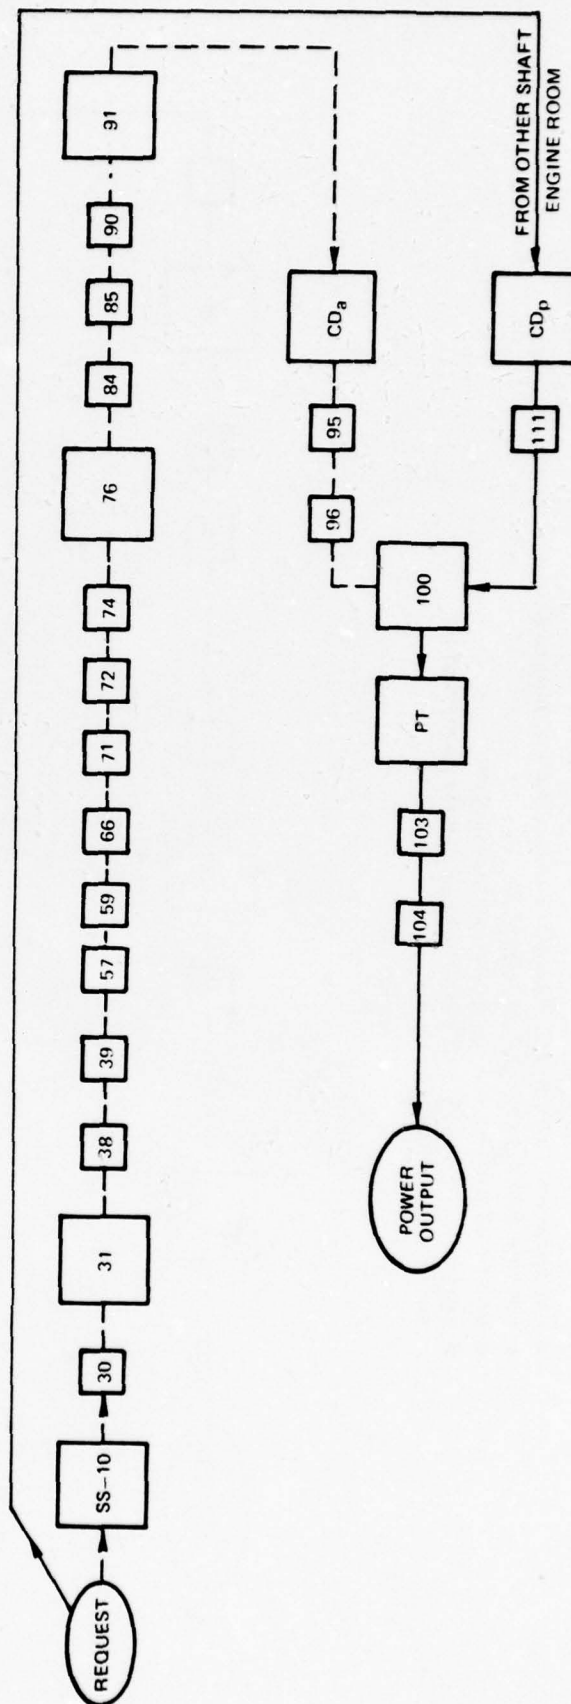 REQUEST
SS-10
30
31
38
39
57
59
66
71
72
74
76
84
85
90
91
CDa
95
96
100
PT
103
104
POWER
OUTPUT
FROM OTHER SHAFT
ENGINE ROOM
CDp
111